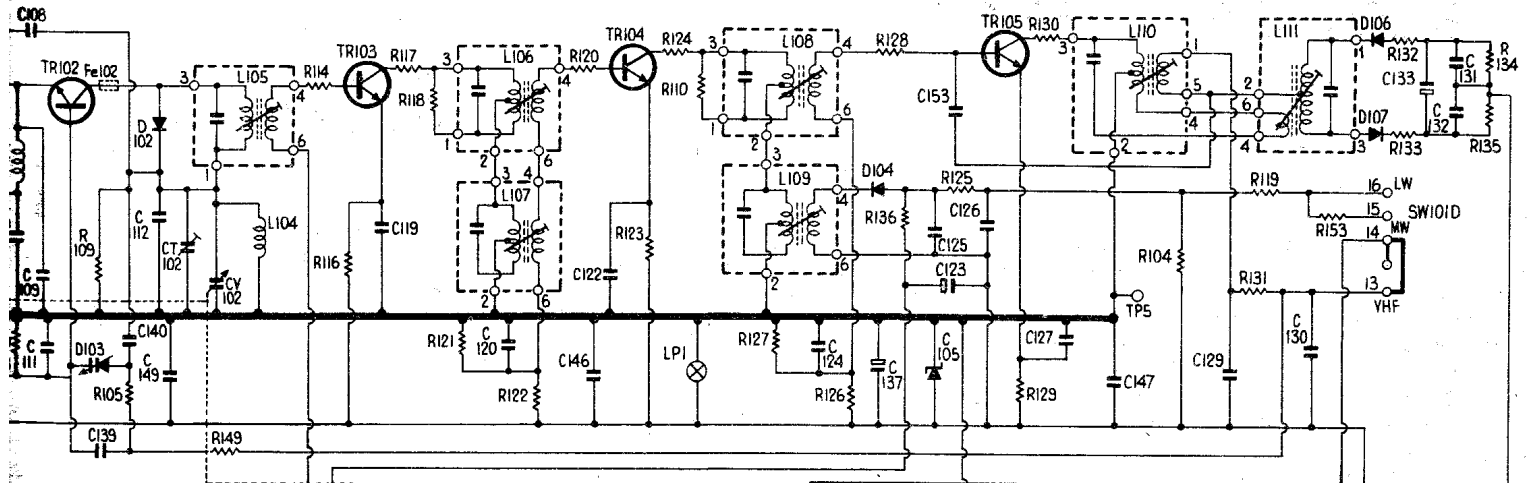 C108
TR102
Fe102
3
L105
4
R114
TR103
R117
3
L106
4
R120
TR104
R124
3
L108
4
R128
TR105
R130
3
L110
1
L111
1
D106
R132
C
131
R
134
R118
R110
C153
5
2
6
C133
C
132
D
102
1
6
1
2
6
1
2
6
2
4
4
3
D107
R133
R135
3
4
L107
3
L109
4
D104
R125
R136
C126
C125
C123
R119
16
LW
15
SW101D
R153
MW
14
R
109
C
112
CT
102
L104
CV
102
R116
C119
C122
R123
R104
R131
13
VHF
C
109
2
6
2
6
TP5
C
111
D103
C140
C
149
R105
R121
C
120
R122
C146
LP1
R127
C
124
R126
C
137
C
105
C127
R129
C147
C129
C
130
C139
R149